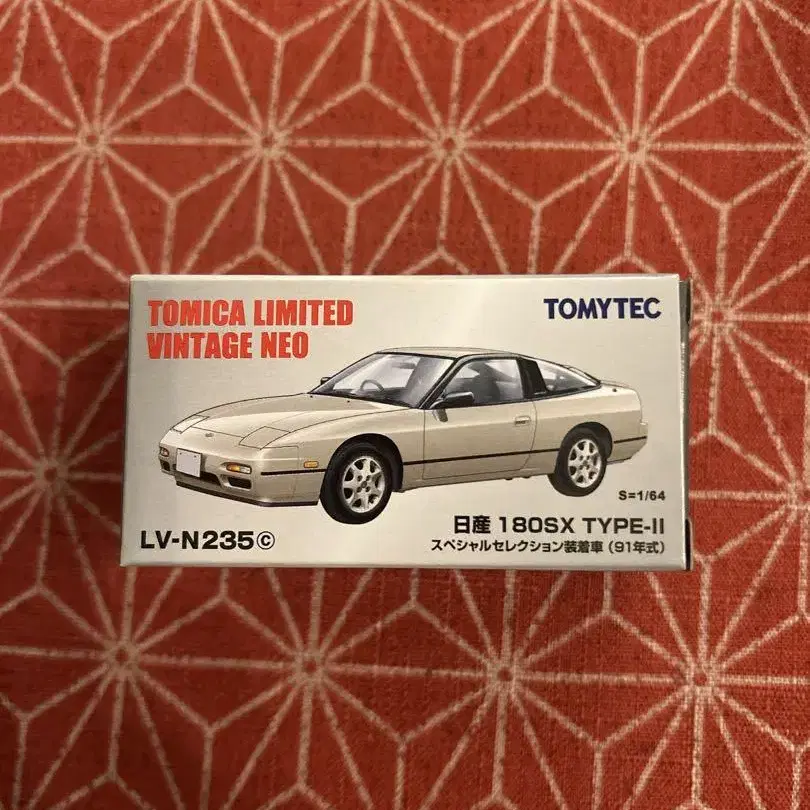 TOMICA LIMITED
VINTAGE NEO
TOMYTEC
S=1/64
LV-N235ⓒ
日産 180SX TYPE-II
スペシャルセレクション装着車（91年式）